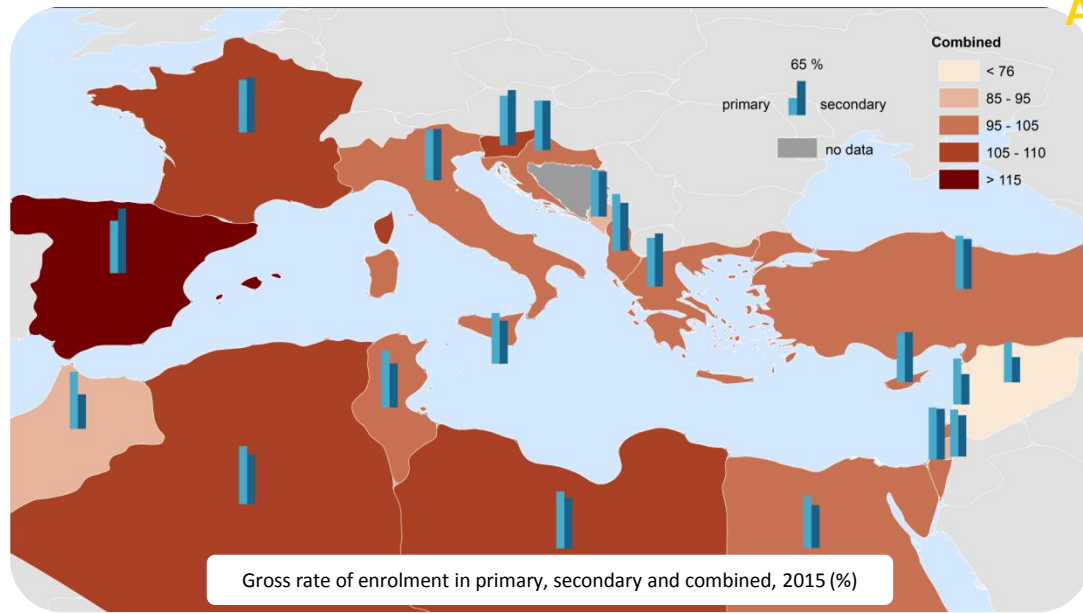 A
Combined
65 %
< 76
primary
secondary
85 - 95
95 - 105
no data
105 - 110
> 115
Gross rate of enrolment in primary, secondary and combined, 2015 (%)